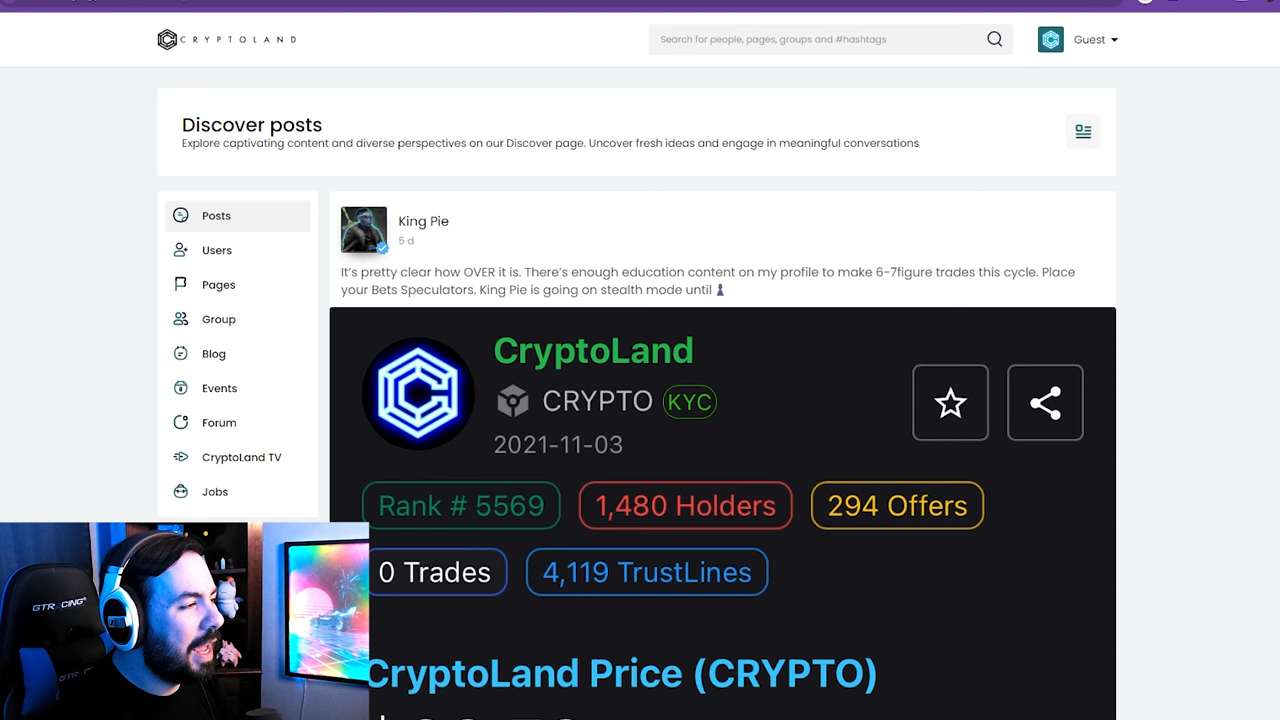 CRYPTOLAND
Search for people, pages, groups and #hashtags
Guest
Discover posts
Explore captivating content and diverse perspectives on our Discover page. Uncover fresh ideas and engage in meaningful conversations
Posts
Users
Pages
Group
Blog
Events
Forum
CryptoLand TV
Jobs
King Pie
5 d
It's pretty clear how OVER it is. There's enough education content on my profile to make 6-7figure trades this cycle. Place
your Bets Speculators. King Pie is going on stealth mode until ♟
CryptoLand
CRYPTO KYC
2021-11-03
Rank # 5569 1,480 Holders 294 Offers
0 Trades 4,119 TrustLines
CryptoLand Price (CRYPTO)
GTRACING